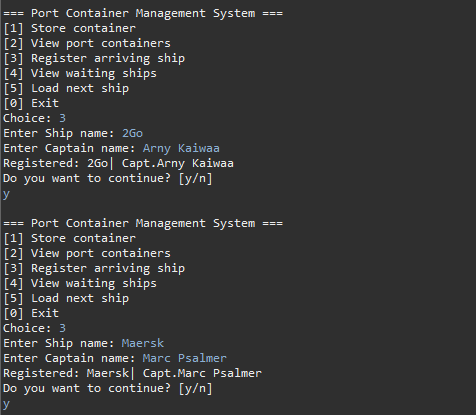 === Port Container Management System ===
[1] Store container
[2] View port containers
[3] Register arriving ship
[4] View waiting ships
[5] Load next ship
[0] Exit
Choice: 3
Enter Ship name: 2Go
Enter Captain name: Arny Kaiwaa
Registered: 2Go| Capt.Arny Kaiwaa
Do you want to continue? [y/n]
y
=== Port Container Management System ===
[1] Store container
[2] View port containers
[3] Register arriving ship
[4] View waiting ships
[5] Load next ship
[0] Exit
Choice: 3
Enter Ship name: Maersk
Enter Captain name: Marc Psalmer
Registered: Maersk| Capt.Marc Psalmer
Do you want to continue? [y/n]
y